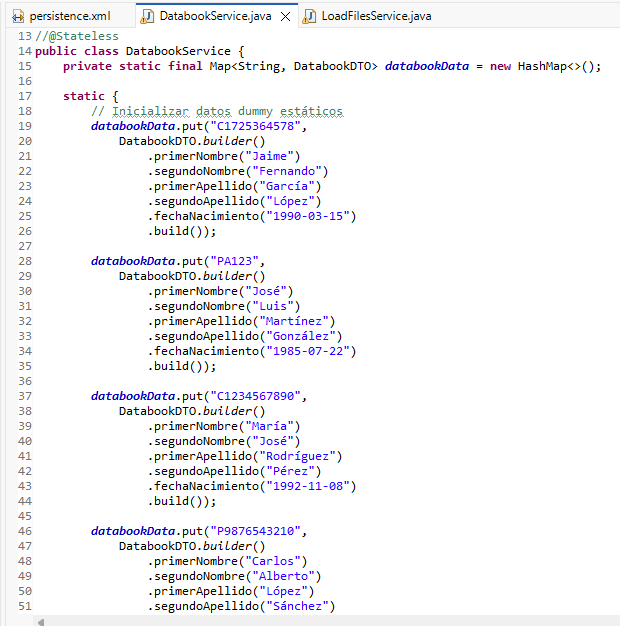 persistence.xml DatabookService.java LoadFilesService.java
13 //@Stateless
14 public class DatabookService {
15     private static final Map<String, DatabookDTO> databookData = new HashMap<>();
16
17     static {
18         // Inicializar datos dummy estáticos
19         databookData.put("C1725364578",
20             DatabookDTO.builder()
21                 .primerNombre("Jaime")
22                 .segundoNombre("Fernando")
23                 .primerApellido("García")
24                 .segundoApellido("López")
25                 .fechaNacimiento("1990-03-15")
26                 .build());
27
28         databookData.put("PA123",
29             DatabookDTO.builder()
30                 .primerNombre("José")
31                 .segundoNombre("Luis")
32                 .primerApellido("Martínez")
33                 .segundoApellido("González")
34                 .fechaNacimiento("1985-07-22")
35                 .build());
36
37         databookData.put("C1234567890",
38             DatabookDTO.builder()
39                 .primerNombre("María")
40                 .segundoNombre("José")
41                 .primerApellido("Rodríguez")
42                 .segundoApellido("Pérez")
43                 .fechaNacimiento("1992-11-08")
44                 .build());
45
46         databookData.put("P9876543210",
47             DatabookDTO.builder()
48                 .primerNombre("Carlos")
49                 .segundoNombre("Alberto")
50                 .primerApellido("López")
51                 .segundoApellido("Sánchez")